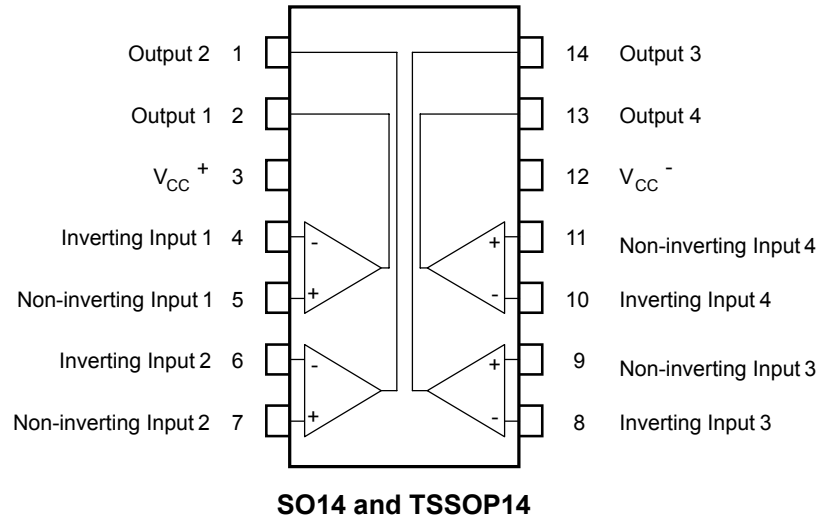 Output 2 1 14 Output 3
Output 1 2 13 Output 4
VCC + 3 12 VCC -
Inverting Input 1 4 - + 11 Non-inverting Input 4
Non-inverting Input 1 5 + - 10 Inverting Input 4
Inverting Input 2 6 - + 9 Non-inverting Input 3
Non-inverting Input 2 7 + - 8 Inverting Input 3
SO14 and TSSOP14